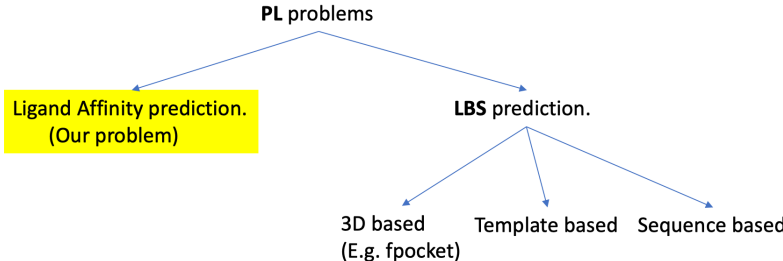 PL problems
Ligand Affinity prediction.
(Our problem)
LBS prediction.
3D based
(E.g. fpocket)
Template based
Sequence based